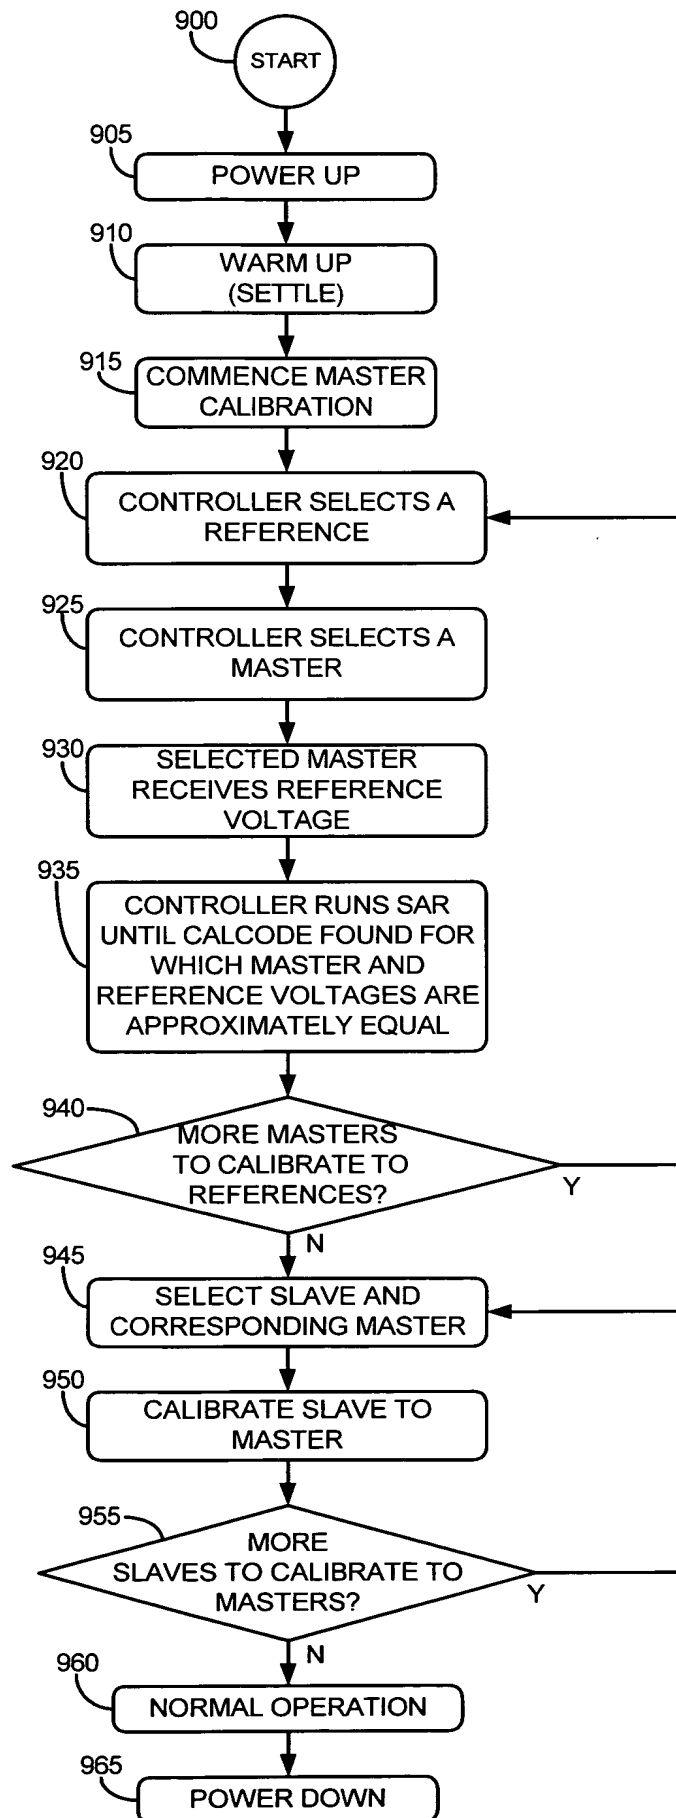 900
START
905
POWER UP
910
WARM UP
(SETTLE)
915
COMMENCE MASTER
CALIBRATION
920
CONTROLLER SELECTS A
REFERENCE
925
CONTROLLER SELECTS A
MASTER
930
SELECTED MASTER
RECEIVES REFERENCE
VOLTAGE
935
CONTROLLER RUNS SAR
UNTIL CALCODE FOUND FOR
WHICH MASTER AND
REFERENCE VOLTAGES ARE
APPROXIMATELY EQUAL
940
MORE MASTERS
TO CALIBRATE TO
REFERENCES?
Y
N
945
SELECT SLAVE AND
CORRESPONDING MASTER
950
CALIBRATE SLAVE TO
MASTER
955
MORE
SLAVES TO CALIBRATE TO
MASTERS?
Y
N
960
NORMAL OPERATION
965
POWER DOWN